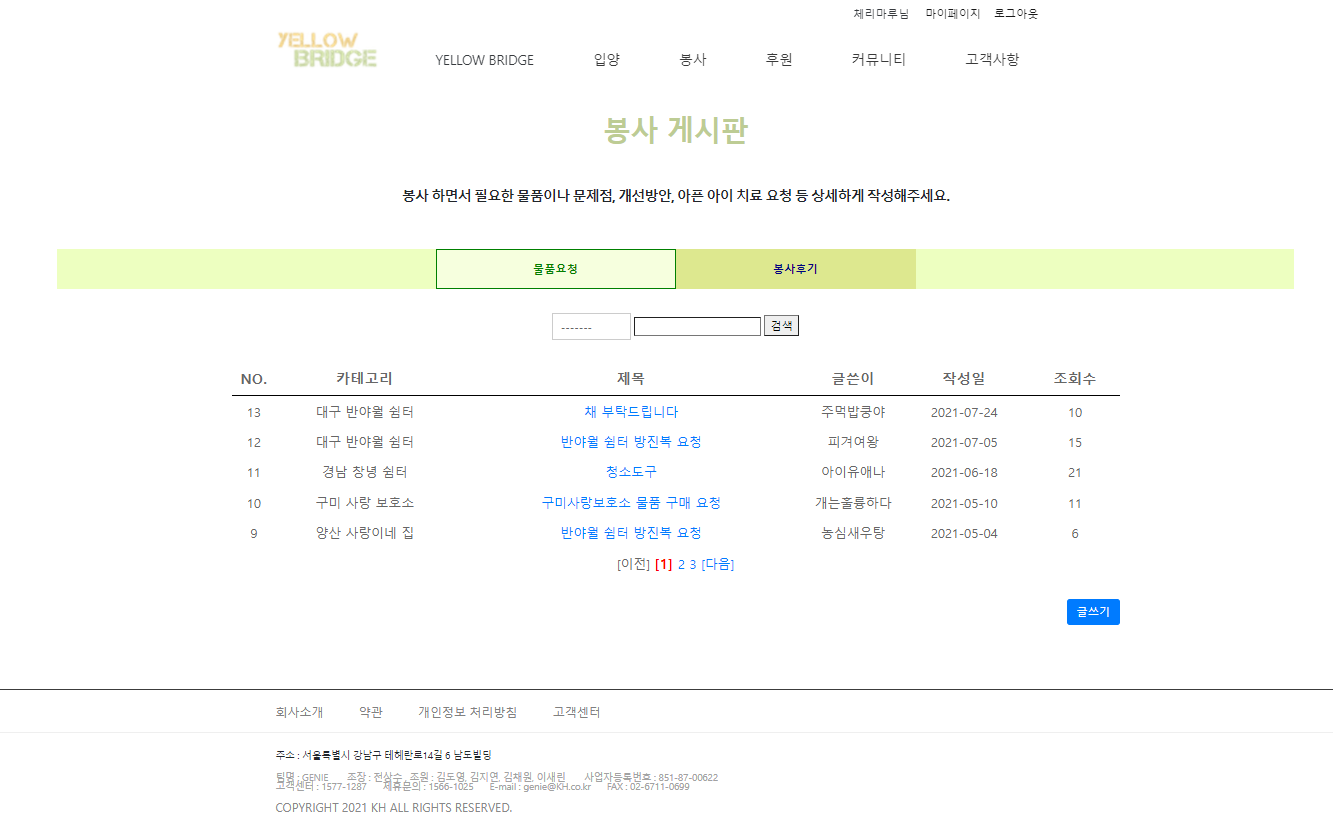 체리마루님 마이페이지 로그아웃
YELLOW
BRIDGE
YELLOW BRIDGE 입양 봉사 후원 커뮤니티 고객사항
봉사 게시판
봉사 하면서 필요한 물품이나 문제점, 개선방안, 아픈 아이 치료 요청 등 상세하게 작성해주세요.
물품요청 봉사후기
------- 검색
NO. 카테고리 제목 글쓴이 작성일 조회수
13 대구 반야월 쉼터 채 부탁드립니다 주먹밥쿵야 2021-07-24 10
12 대구 반야월 쉼터 반야월 쉼터 방진복 요청 피겨여왕 2021-07-05 15
11 경남 창녕 쉼터 청소도구 아이유애나 2021-06-18 21
10 구미 사랑 보호소 구미사랑보호소 물품 구매 요청 개는훌륭하다 2021-05-10 11
9 양산 사랑이네 집 반야월 쉼터 방진복 요청 농심새우탕 2021-05-04 6
[이전] [1] 2 3 [다음]
글쓰기
회사소개 약관 개인정보 처리방침 고객센터
주소 : 서울특별시 강남구 테헤란로14길 6 남도빌딩
팀명 : GENIE 조장 : 전상수 , 조원 : 김도영, 김지연, 김채원, 이새린 사업자등록번호 : 851-87-00622
고객센터 : 1577-1287 제휴문의 : 1566-1025 E-mail : genie@KH.co.kr FAX : 02-6711-0699
COPYRIGHT 2021 KH ALL RIGHTS RESERVED.